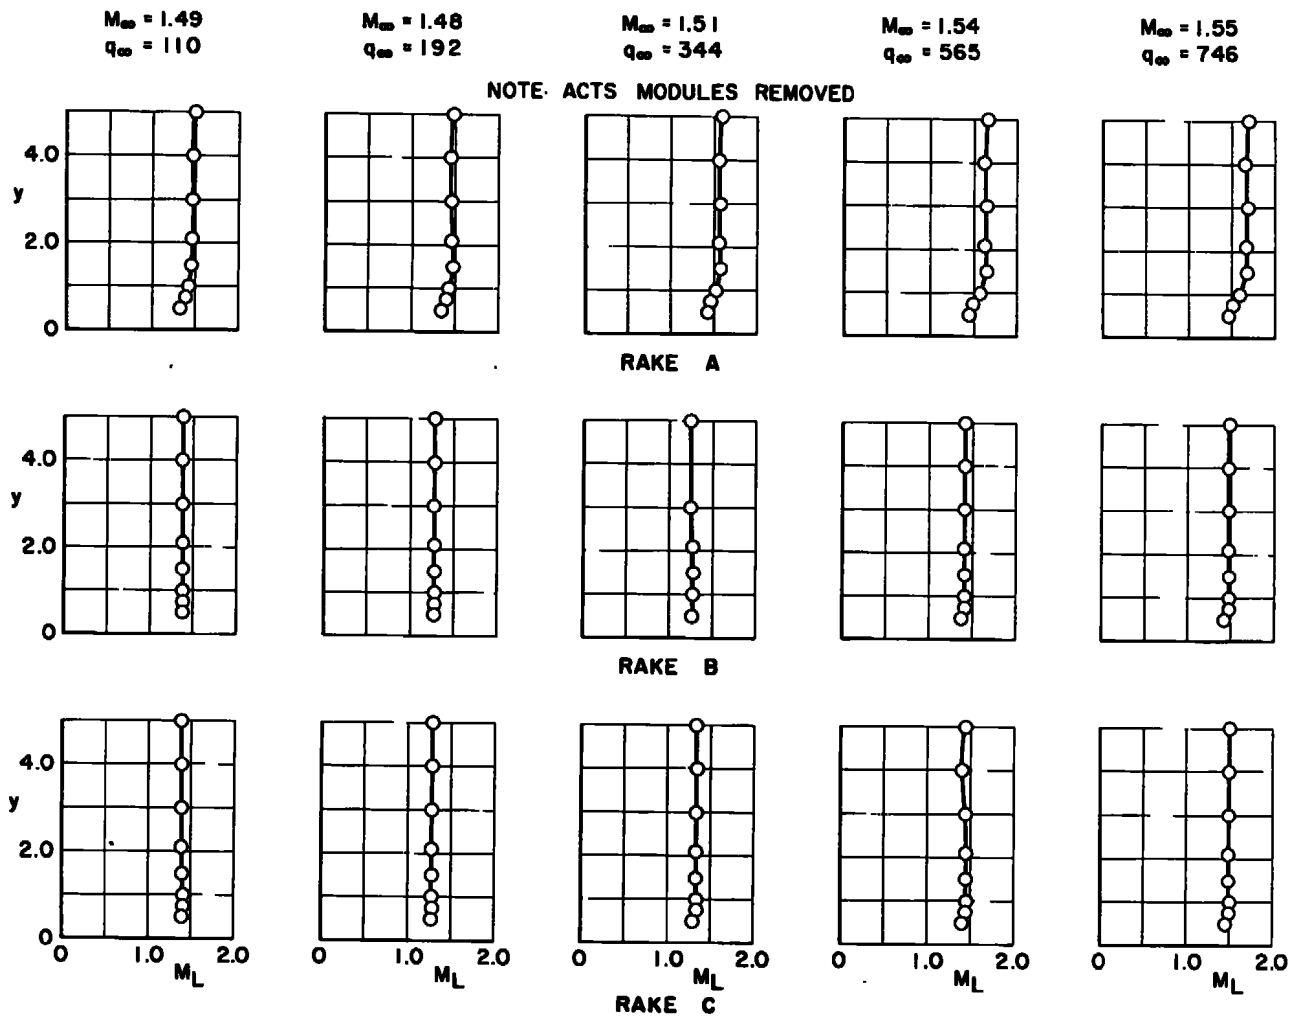 M∞ = 1.49 M∞ = 1.48 M∞ = 1.51 M∞ = 1.54 M∞ = 1.55
q∞ = 110 q∞ = 192 q∞ = 344 q∞ = 565 q∞ = 746
NOTE· ACTS MODULES REMOVED
4.0
y
2.0
0
RAKE A
4.0
y
2.0
0
RAKE B
4.0
y
2.0
0
0 1.0 2.0 0 1.0 2.0 0 1.0 2.0 0 1.0 2.0 0 1.0 2.0
ML ML ML ML ML
RAKE C